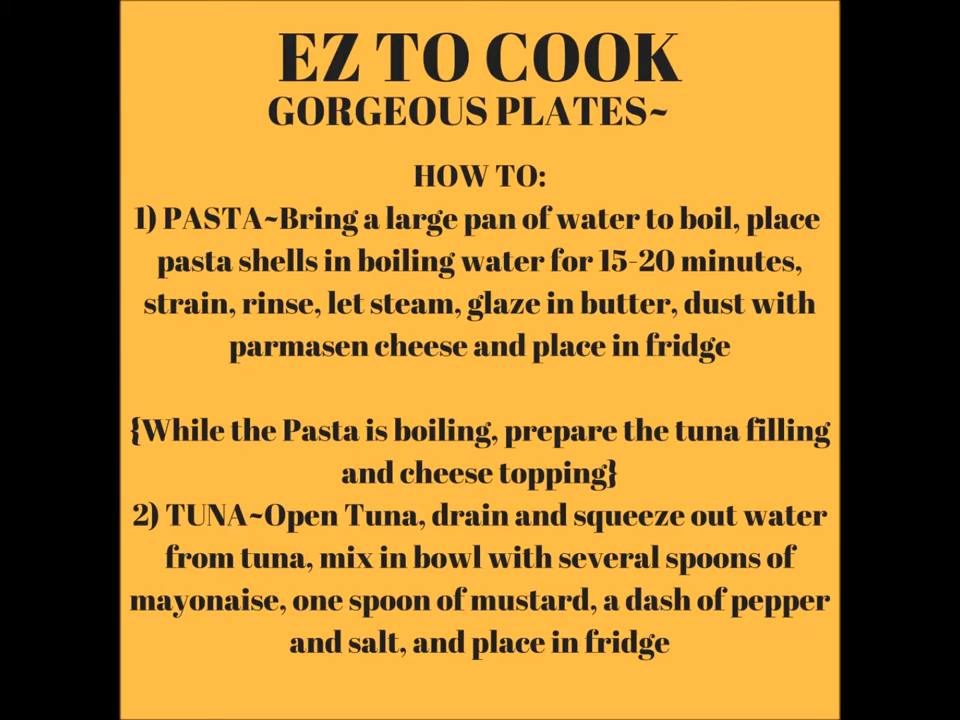 EZ TO COOK
GORGEOUS PLATES~
HOW TO:
1) PASTA~Bring a large pan of water to boil, place
pasta shells in boiling water for 15-20 minutes,
strain, rinse, let steam, glaze in butter, dust with
parmasen cheese and place in fridge
{While the Pasta is boiling, prepare the tuna filling
and cheese topping}
2) TUNA~Open Tuna, drain and squeeze out water
from tuna, mix in bowl with several spoons of
mayonaise, one spoon of mustard, a dash of pepper
and salt, and place in fridge